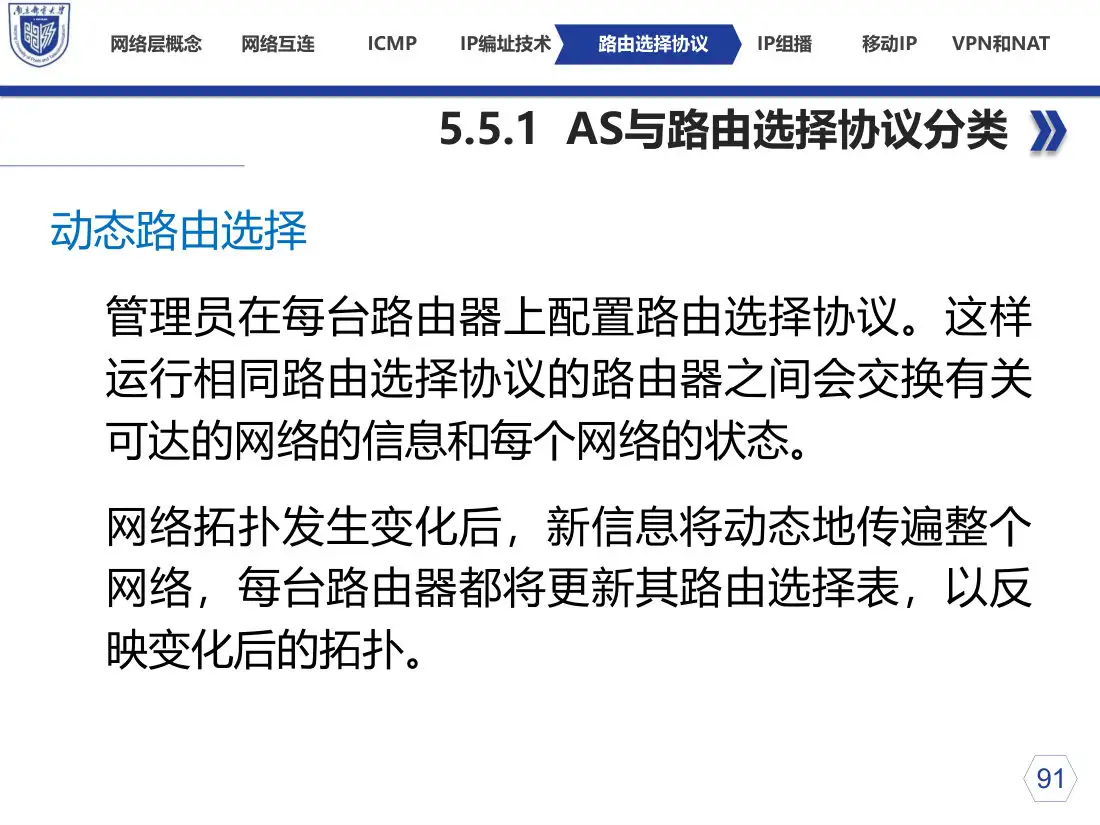 网络层概念 网络互连 ICMP IP编址技术 路由选择协议 IP组播 移动IP VPN和NAT
5.5.1 AS与路由选择协议分类
动态路由选择
管理员在每台路由器上配置路由选择协议。这样
运行相同路由选择协议的路由器之间会交换有关
可达的网络的信息和每个网络的状态。
网络拓扑发生变化后，新信息将动态地传遍整个
网络，每台路由器都将更新其路由选择表，以反
映变化后的拓扑。
91